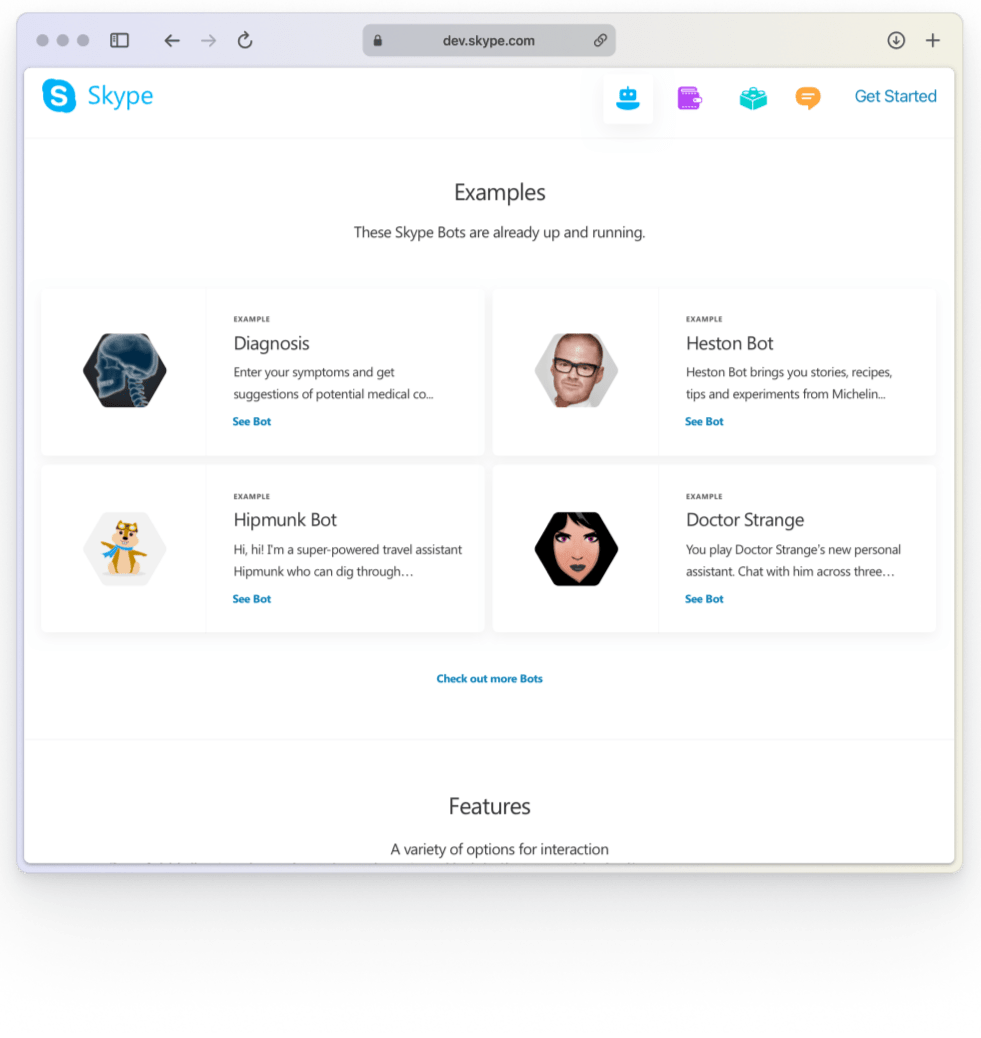 dev.skype.com
Skype
Get Started
Examples
These Skype Bots are already up and running.
EXAMPLE
Diagnosis
Enter your symptoms and get
suggestions of potential medical co...
See Bot
EXAMPLE
Heston Bot
Heston Bot brings you stories, recipes,
tips and experiments from Michelin...
See Bot
EXAMPLE
Hipmunk Bot
Hi, hi! I'm a super-powered travel assistant
Hipmunk who can dig through…
See Bot
EXAMPLE
Doctor Strange
You play Doctor Strange's new personal
assistant. Chat with him across three…
See Bot
Check out more Bots
Features
A variety of options for interaction